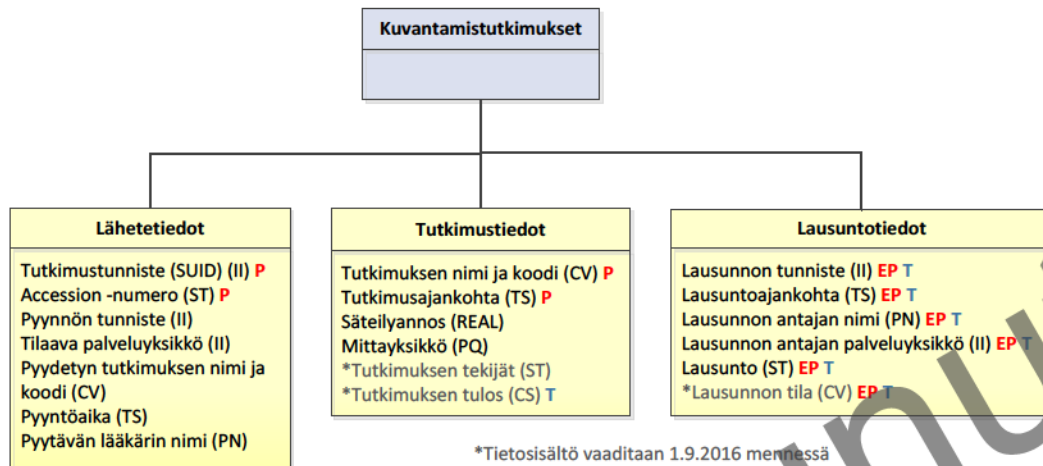 Kuvantamistutkimukset
Lähetetiedot
Tutkimustunniste (SUID) (II) P
Accession -numero (ST) P
Pyynnön tunniste (II)
Tilaava palveluyksikkö (II)
Pyydetyn tutkimuksen nimi ja
koodi (CV)
Pyyntöaika (TS)
Pyytävän lääkärin nimi (PN)
Tutkimustiedot
Tutkimuksen nimi ja koodi (CV) P
Tutkimusajankohta (TS) P
Säteilyannos (REAL)
Mittayksikkö (PQ)
*Tutkimuksen tekijät (ST)
*Tutkimuksen tulos (CS) T
Lausuntotiedot
Lausunnon tunniste (II) EP T
Lausuntoajankohta (TS) EP T
Lausunnon antajan nimi (PN) EP T
Lausunnon antajan palveluyksikkö (II) EP T
Lausunto (ST) EP T
*Lausunnon tila (CV) EP T
*Tietosisältö vaaditaan 1.9.2016 mennessä